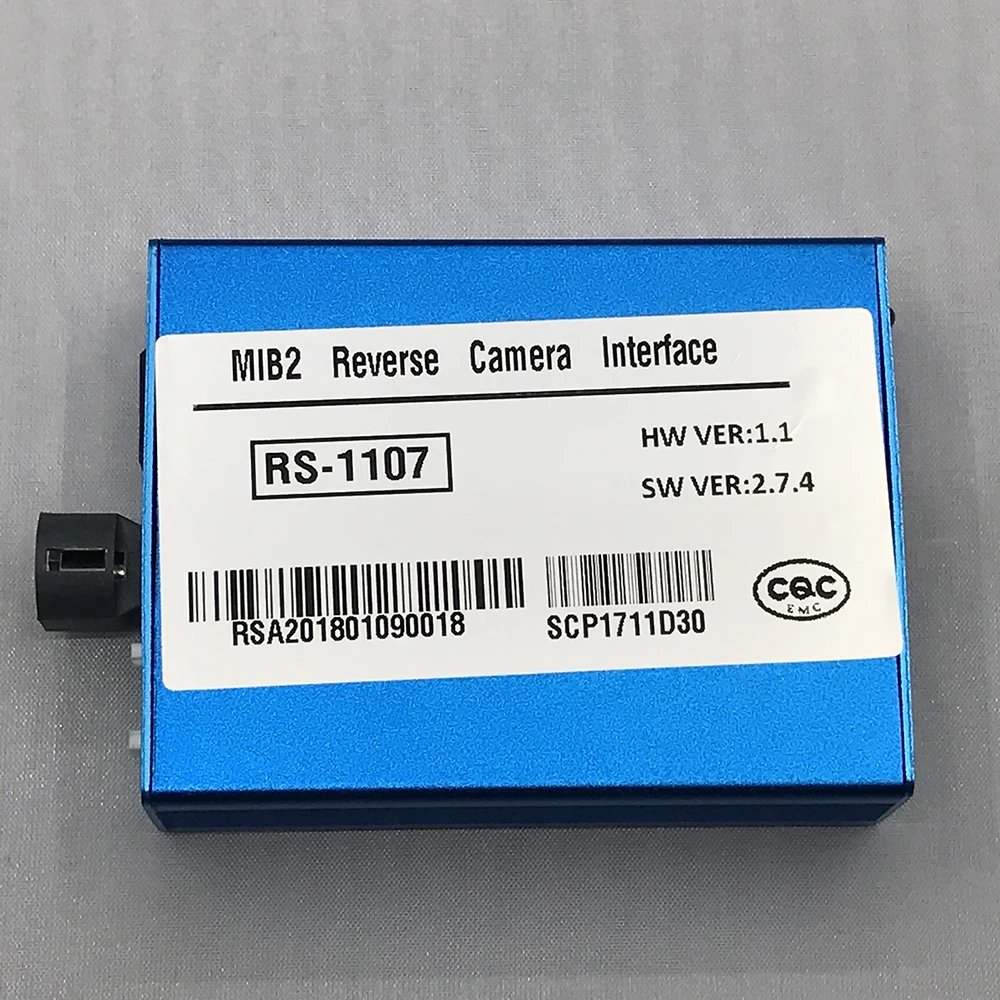 MIB2 Reverse Camera Interface
RS-1107
HW VER:1.1
SW VER:2.7.4
RSA201801090018
SCP1711D30
CQC
EMC